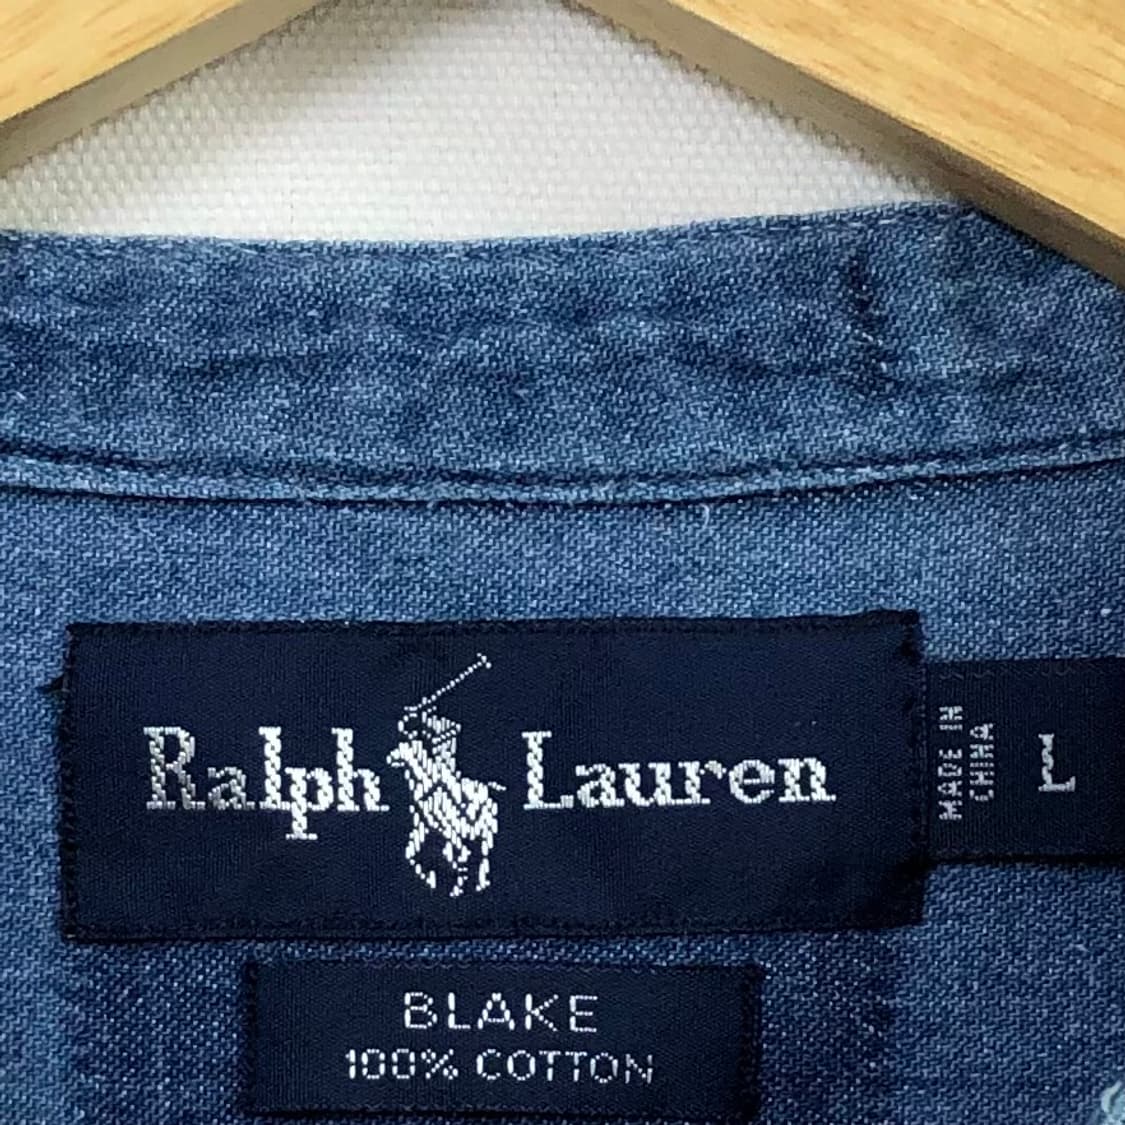 Ralph Lauren
MADE IN
CHINA
L
BLAKE
100% COTTON